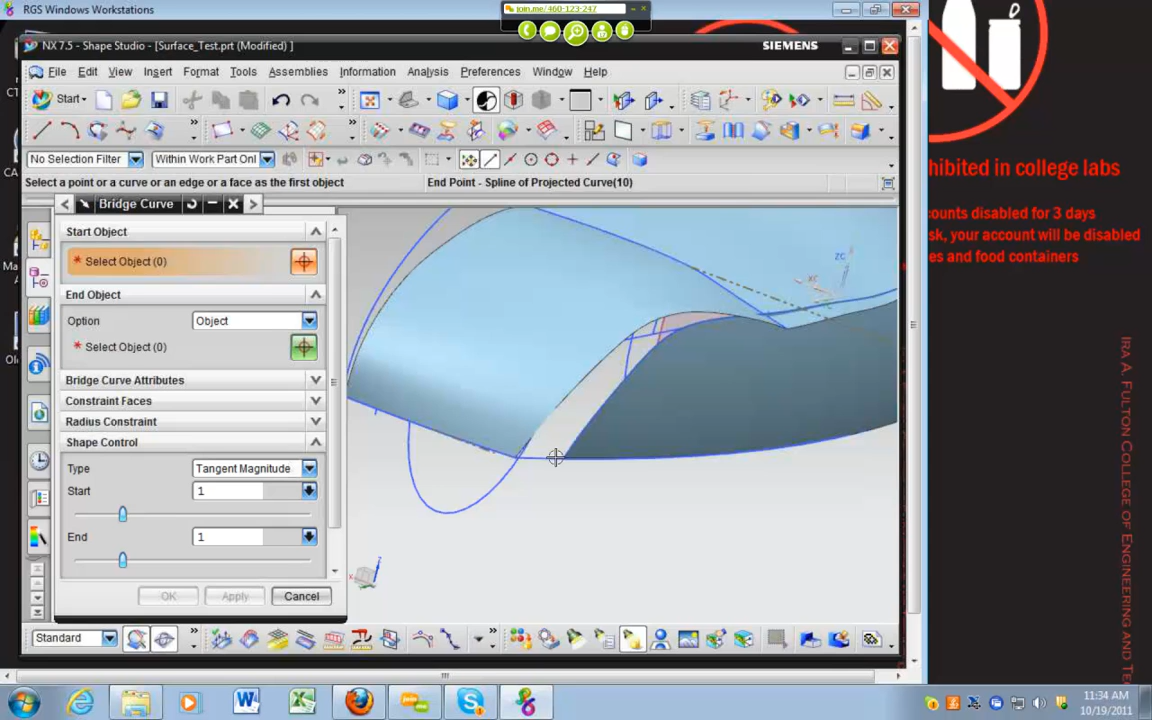 RGS Windows Workstations
join.me/460-123-247
NX 7.5 - Shape Studio - [Surface_Test.prt (Modified) ]
SIEMENS
File Edit View Insert Format Tools Assemblies Information Analysis Preferences Window Help
Start
No Selection Filter
Within Work Part Onl
Select a point or a curve or an edge or a face as the first object
End Point - Spline of Projected Curve(10)
Bridge Curve
Start Object
* Select Object (0)
End Object
Option
Object
* Select Object (0)
Bridge Curve Attributes
Constraint Faces
Radius Constraint
Shape Control
Type
Tangent Magnitude
Start
1
End
1
OK
Apply
Cancel
ZC
XC
Standard
hibited in college labs
counts disabled for 3 days
sk, your account will be disabled
es and food containers
Ira A. Fulton College of Engineering and Te
11:34 AM
10/19/2011